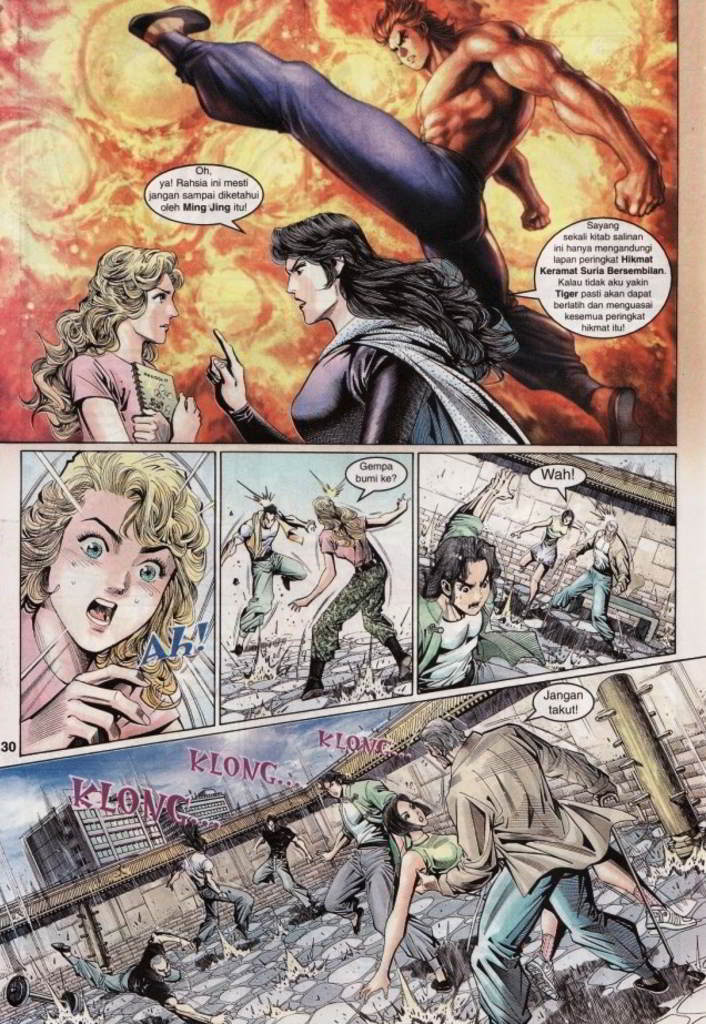 Oh,
ya! Rahsia ini mesti
jangan sampai diketahui
oleh Ming Jing itu!
Sayang
sekali kitab salinan
ini hanya mengandungi
lapan peringkat Hikmat
Keramat Suria Bersembilan.
Kalau tidak aku yakin
Tiger pasti akan dapat
berlatih dan menguasai
kesemua peringkat
hikmat itu!
Ah!
Gempa
bumi ke?
Wah!
30
Jangan
takut!
KLONG...
KLONG...
KLONG...